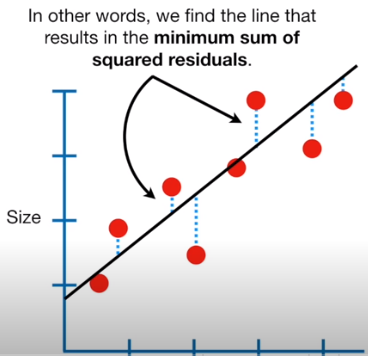 In other words, we find the line that
results in the minimum sum of
squared residuals.
Size